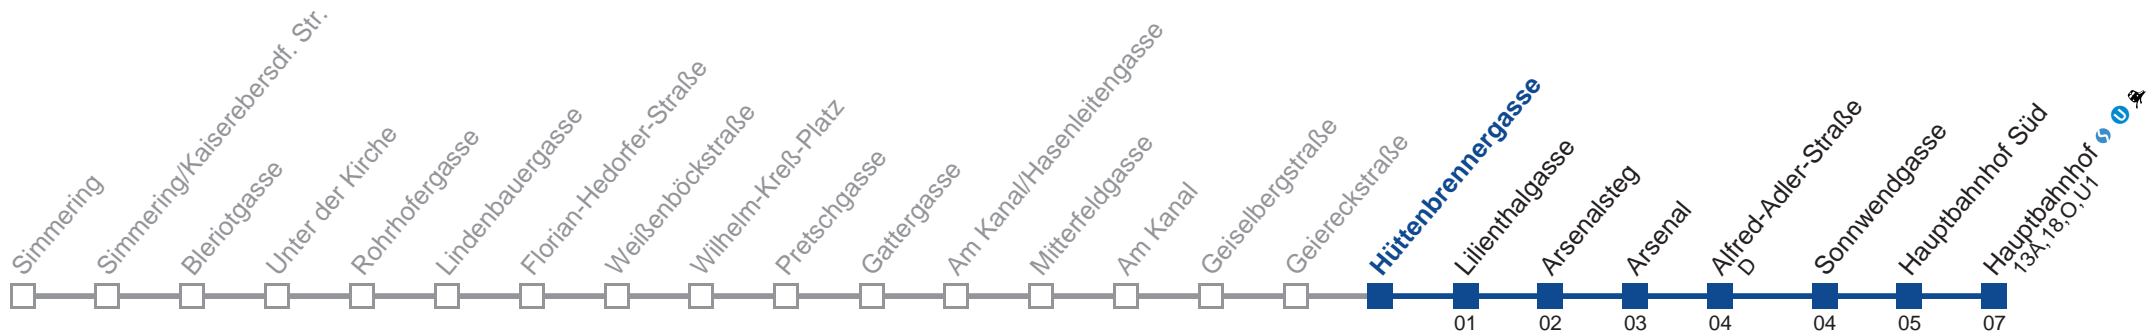 Simmering
Simmering/Kaiserebersdf. Str.
Bleriotgasse
Unter der Kirche
Rohrhofergasse
Lindenbauergasse
Florian-Hedorfer-Straße
Weißenböckstraße
Wilhelm-Kreß-Platz
Pretschgasse
Gattergasse
Am Kanal/Hasenleitengasse
Mitterfeldgasse
Am Kanal
Geiselbergstraße
Geiereckstraße
Hüttenbrennergasse
Lilienthalgasse
01
Arsenalsteg
02
Arsenal
03
Alfred-Adler-Straße
D
04
Sonnwendgasse
04
Hauptbahnhof Süd
05
Hauptbahnhof S U
13A,18,O,U1
07